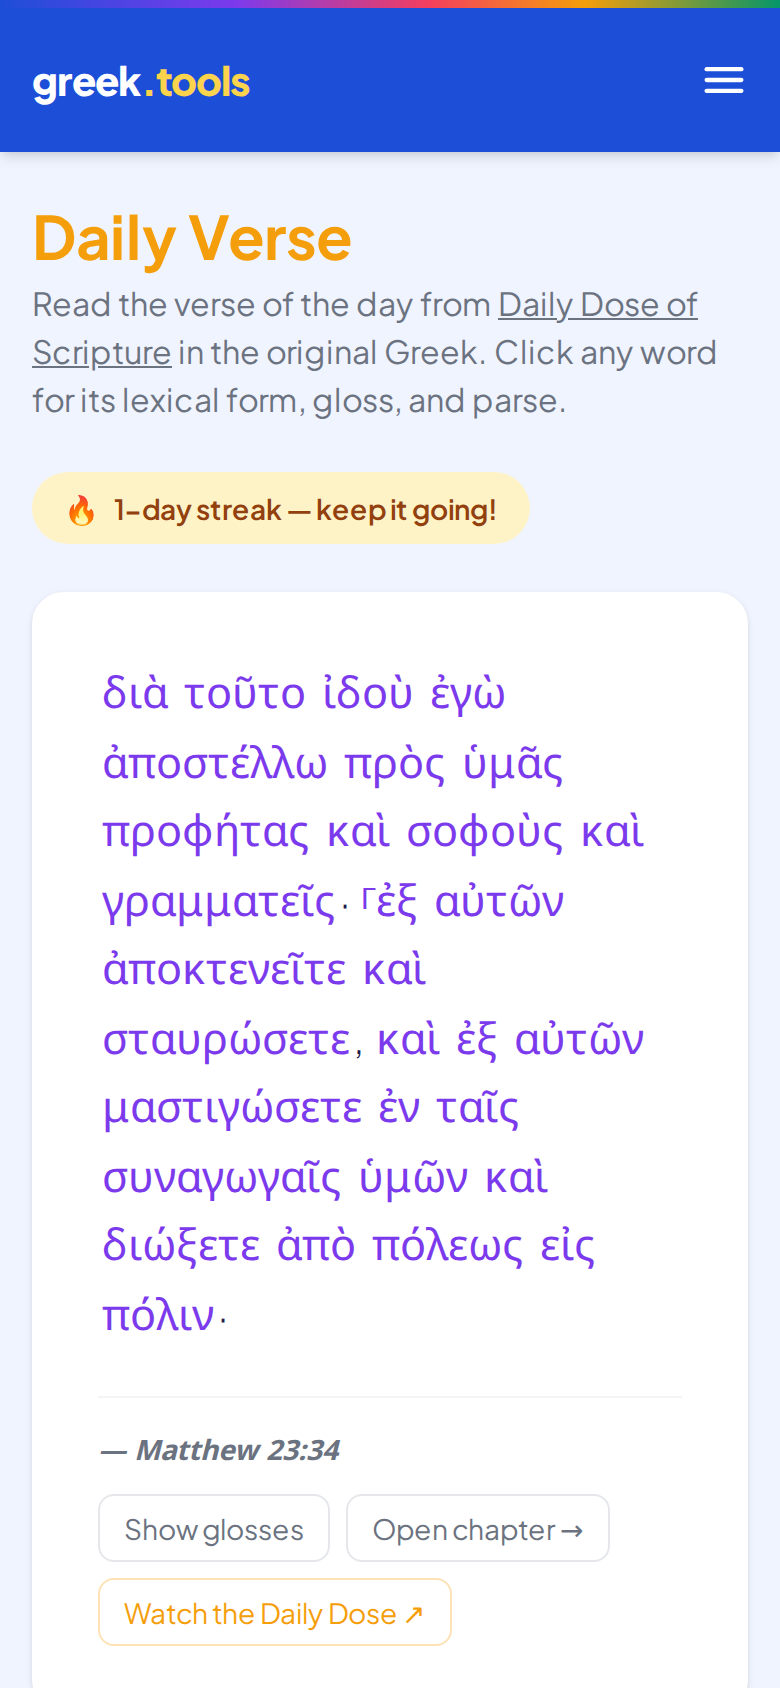 greek.tools
Daily Verse
Read the verse of the day from Daily Dose of
Scripture in the original Greek. Click any word
for its lexical form, gloss, and parse.
🔥 1-day streak — keep it going!
διὰ τοῦτο ἰδοὺ ἐγὼ
ἀποστέλλω πρὸς ὑμᾶς
προφήτας καὶ σοφοὺς καὶ
γραμματεῖς· ⸀ἐξ αὐτῶν
ἀποκτενεῖτε καὶ
σταυρώσετε, καὶ ἐξ αὐτῶν
μαστιγώσετε ἐν ταῖς
συναγωγαῖς ὑμῶν καὶ
διώξετε ἀπὸ πόλεως εἰς
πόλιν·
— Matthew 23:34
Show glosses
Open chapter →
Watch the Daily Dose ↗